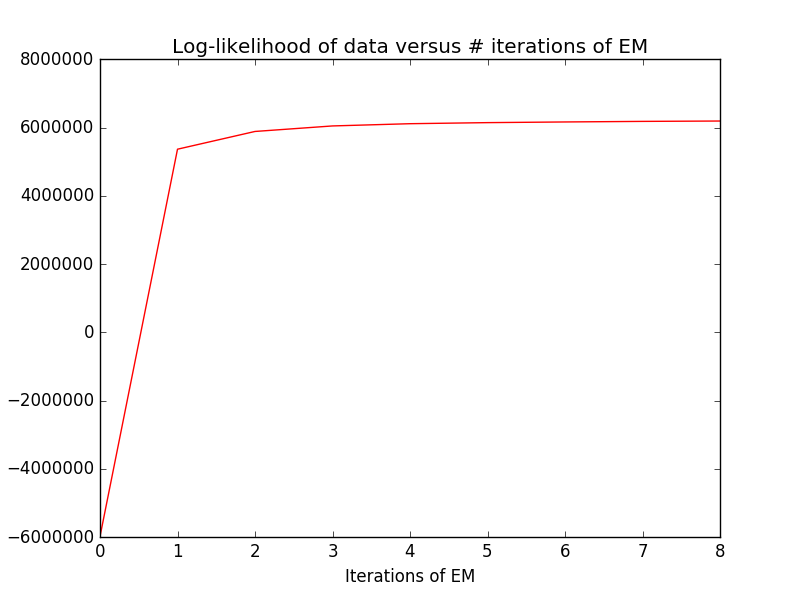 Log-likelihood of data versus # iterations of EM
8000000
6000000
4000000
2000000
0
−2000000
−4000000
−6000000
0 1 2 3 4 5 6 7 8
Iterations of EM